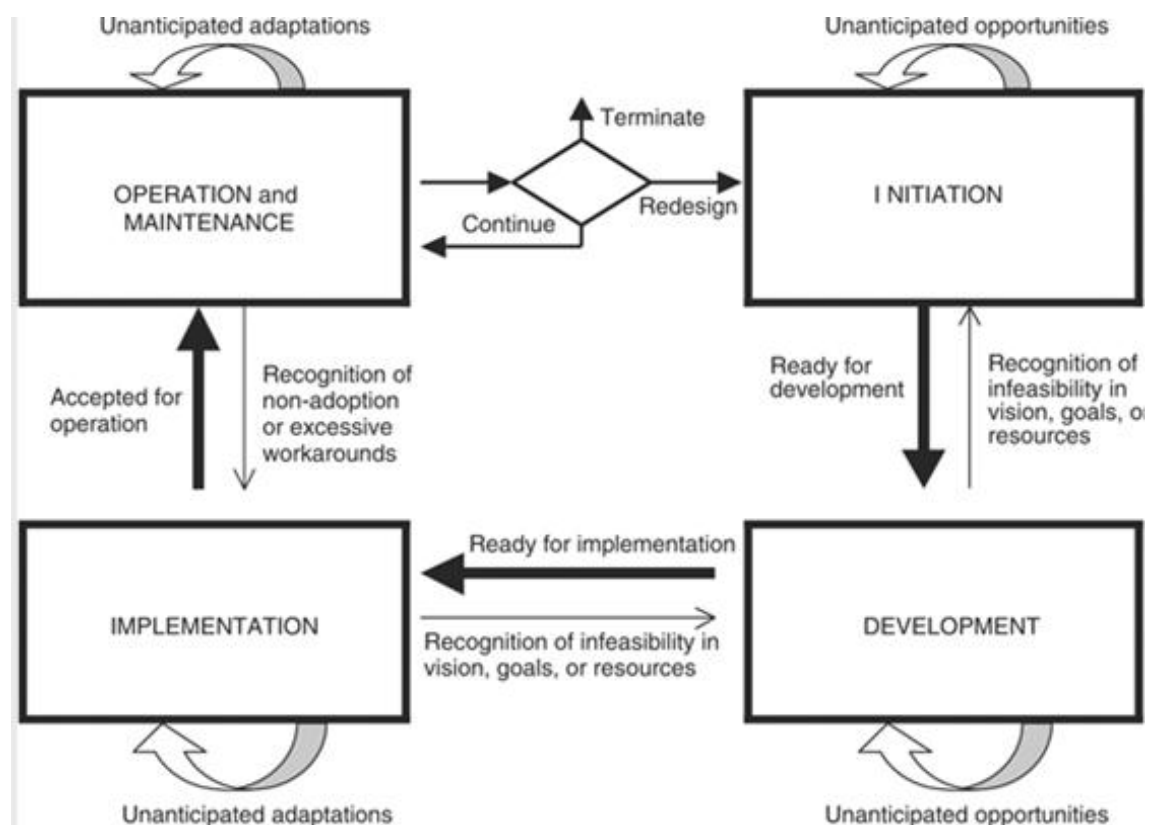 Unanticipated adaptations
Unanticipated opportunities
Terminate
OPERATION and
MAINTENANCE
I NITIATION
Continue
Redesign
Accepted for
operation
Recognition of
non-adoption
or excessive
workarounds
Ready for
development
Recognition of
infeasibility in
vision, goals, or
resources
Ready for implementation
IMPLEMENTATION
DEVELOPMENT
Recognition of infeasibility in
vision, goals, or resources
Unanticipated adaptations
Unanticipated opportunities